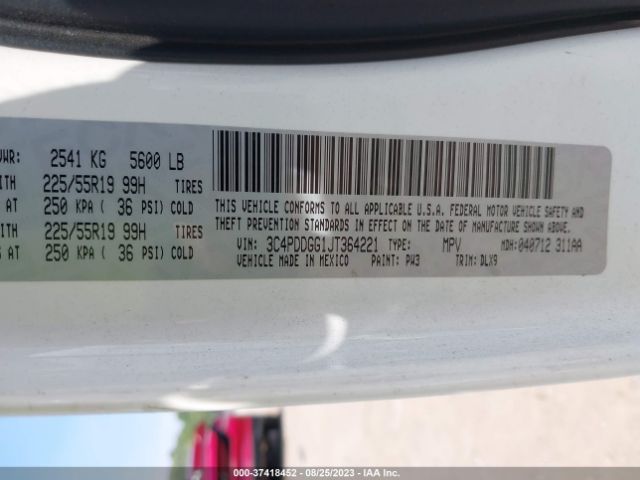 VWR: 2541 KG 5600 LB
ITH 225/55R19 99H TIRES
AT 250 KPA ( 36 PSI) COLD
ITH 225/55R19 99H TIRES
S AT 250 KPA ( 36 PSI) COLD
THIS VEHICLE CONFORMS TO ALL APPLICABLE U.S.A. FEDERAL MOTOR VEHICLE SAFETY AND
THEFT PREVENTION STANDARDS IN EFFECT ON THE DATE OF MANUFACTURE SHOWN ABOVE.
VIN: 3C4PDDGG1JT364221 TYPE: MPV MDH: 040712 311AA
VEHICLE MADE IN MEXICO PAINT: PW3 TRIM: DLX9
000-37418452 - 08/25/2023 - IAA Inc.